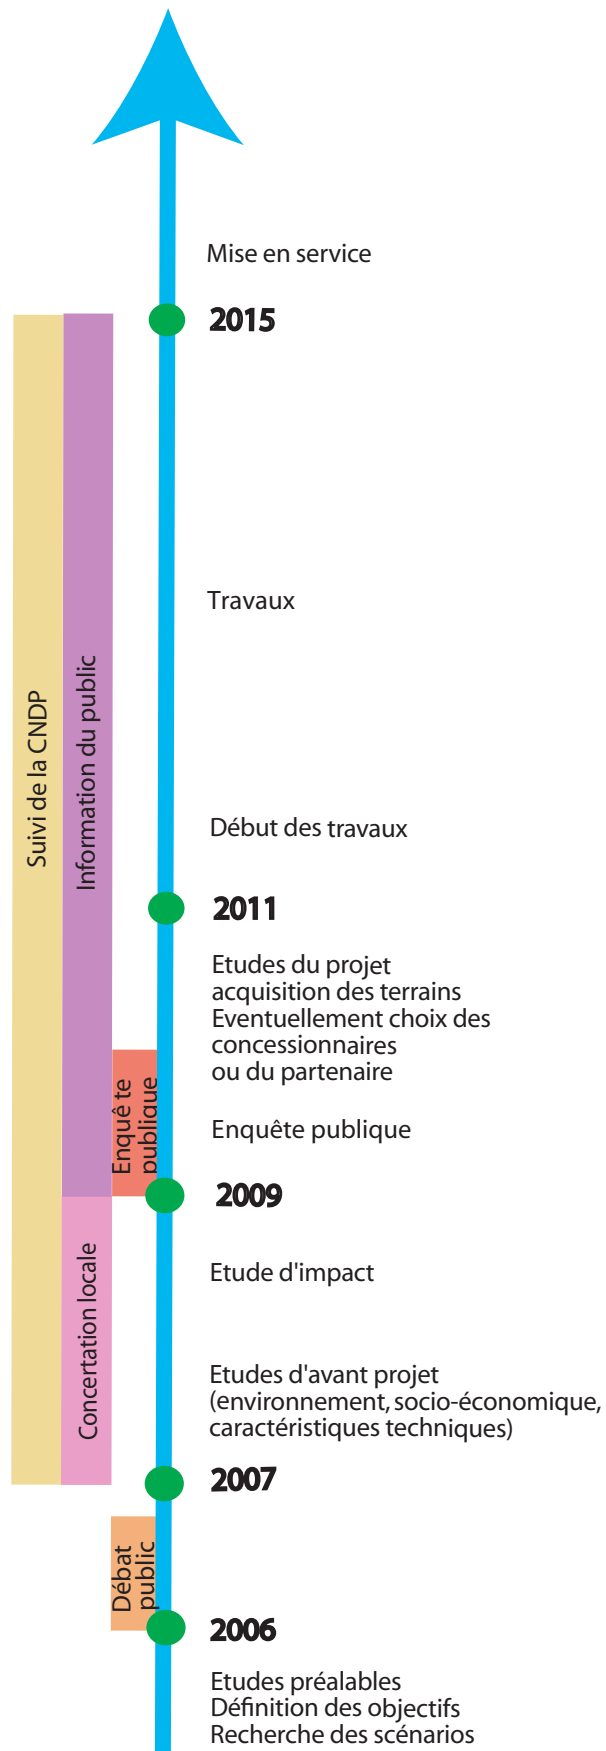 Mise en service
2015
Travaux
Suivi de la CNDP
Information du public
Début des travaux
2011
Etudes du projet
acquisition des terrains
Eventuellement choix des
concessionnaires
ou du partenaire
Enquê te
publique
Enquête publique
2009
Concertation locale
Etude d'impact
Etudes d'avant projet
(environnement, socio-économique,
caractéristiques techniques)
2007
Débat
public
2006
Etudes préalables
Définition des objectifs
Recherche des scénarios